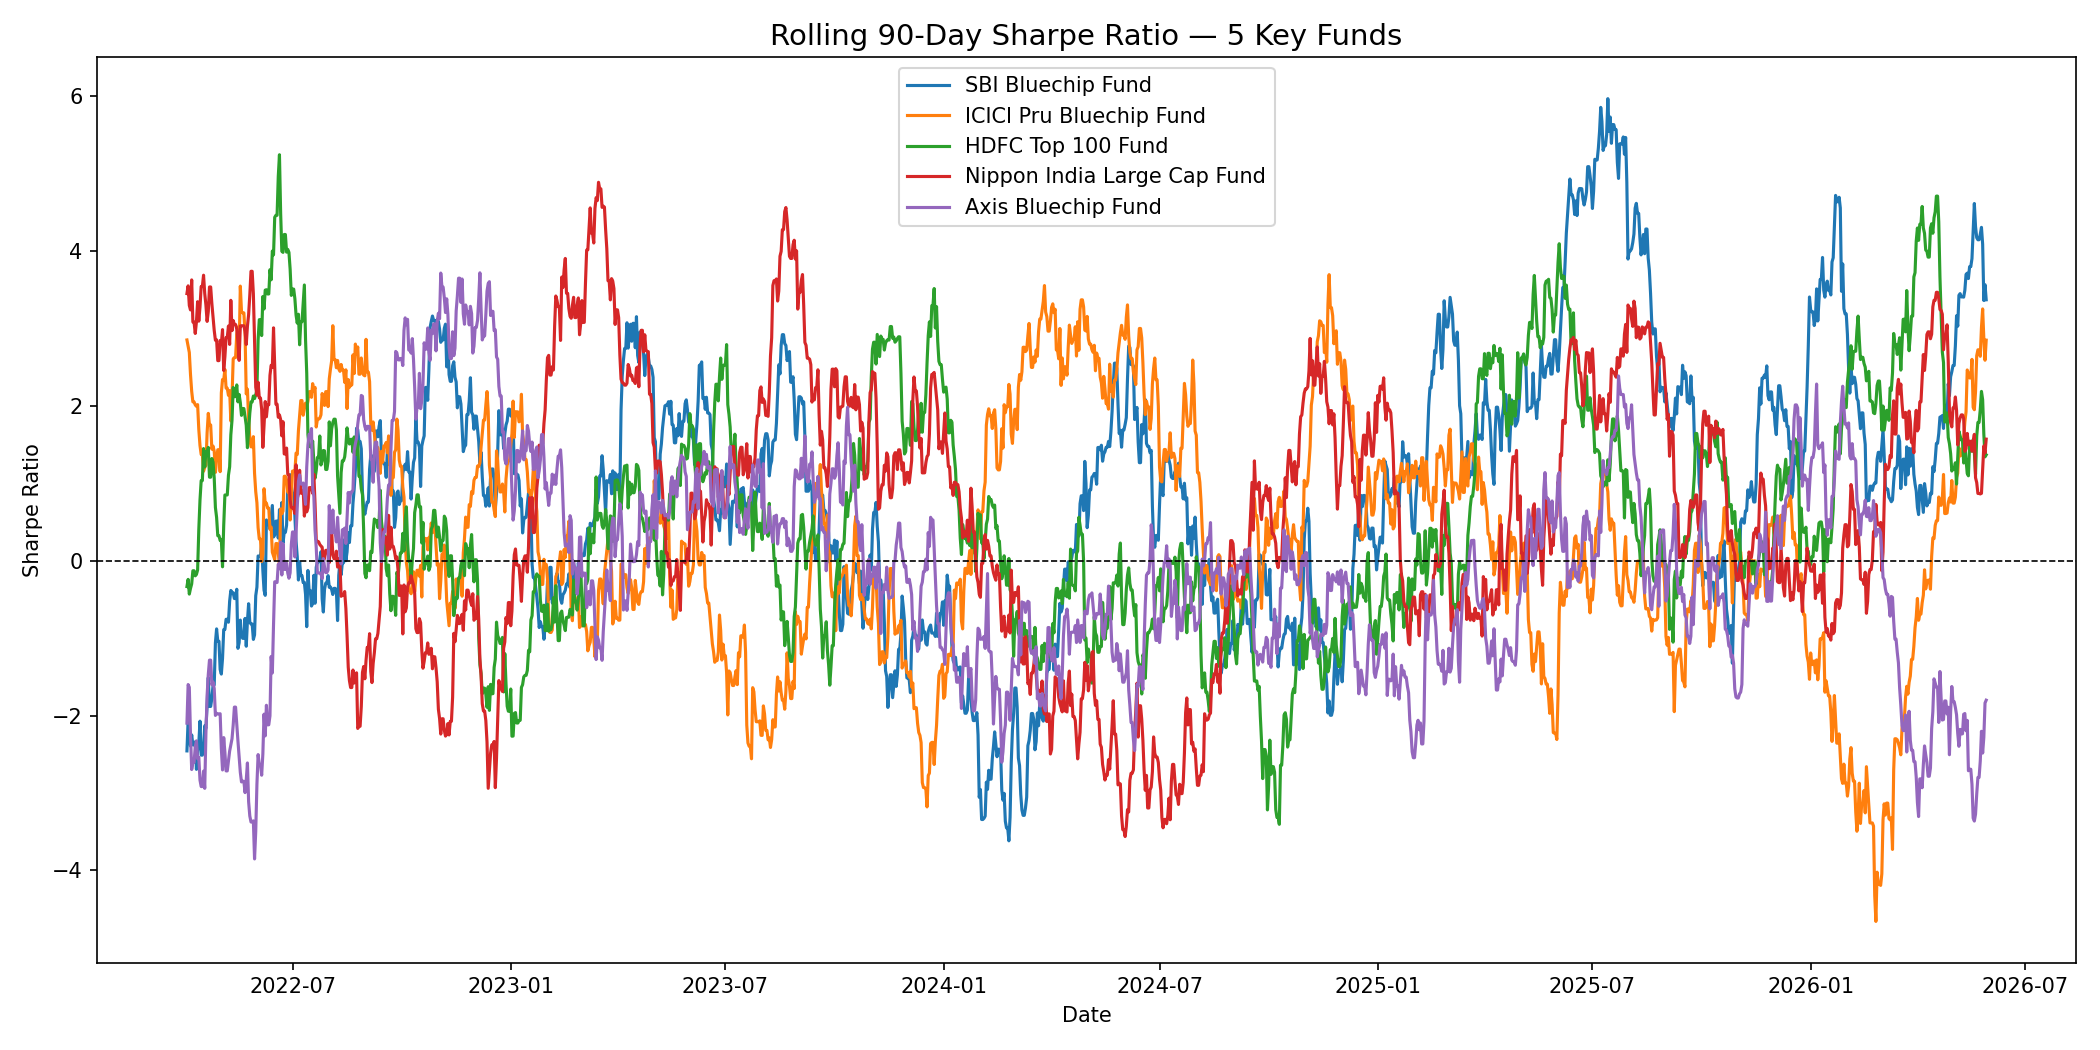 Rolling 90-Day Sharpe Ratio — 5 Key Funds
SBI Bluechip Fund
ICICI Pru Bluechip Fund
HDFC Top 100 Fund
Nippon India Large Cap Fund
Axis Bluechip Fund
Sharpe Ratio
6
4
2
0
−2
−4
2022-07
2023-01
2023-07
2024-01
2024-07
2025-01
2025-07
2026-01
2026-07
Date